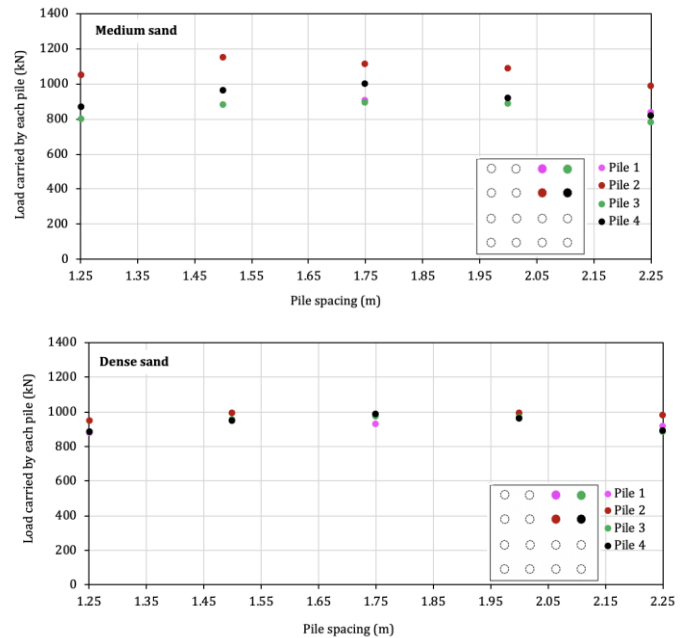 Medium sand
Load carried by each pile (kN)
1400
1200
1000
800
600
400
200
0
1.25 1.35 1.45 1.55 1.65 1.75 1.85 1.95 2.05 2.15 2.25
Pile spacing (m)
Pile 1
Pile 2
Pile 3
Pile 4
Dense sand
Load carried by each pile (kN)
1400
1200
1000
800
600
400
200
0
1.25 1.35 1.45 1.55 1.65 1.75 1.85 1.95 2.05 2.15 2.25
Pile spacing (m)
Pile 1
Pile 2
Pile 3
Pile 4